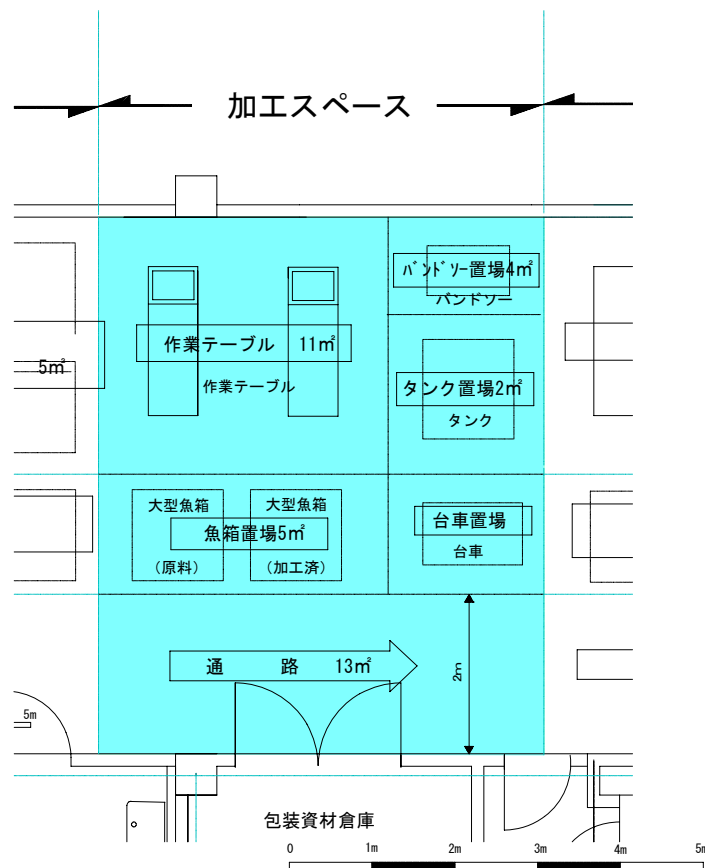 加工スペース
バンドソー置場4㎡
バンドソー
作業テーブル 11㎡
5㎡
作業テーブル
タンク置場2㎡
タンク
大型魚箱
大型魚箱
魚箱置場5㎡
(原料)
(加工済)
台車置場
台車
通 路 13㎡
2m
5m
包装資材倉庫
0 1m 2m 3m 4m 5m